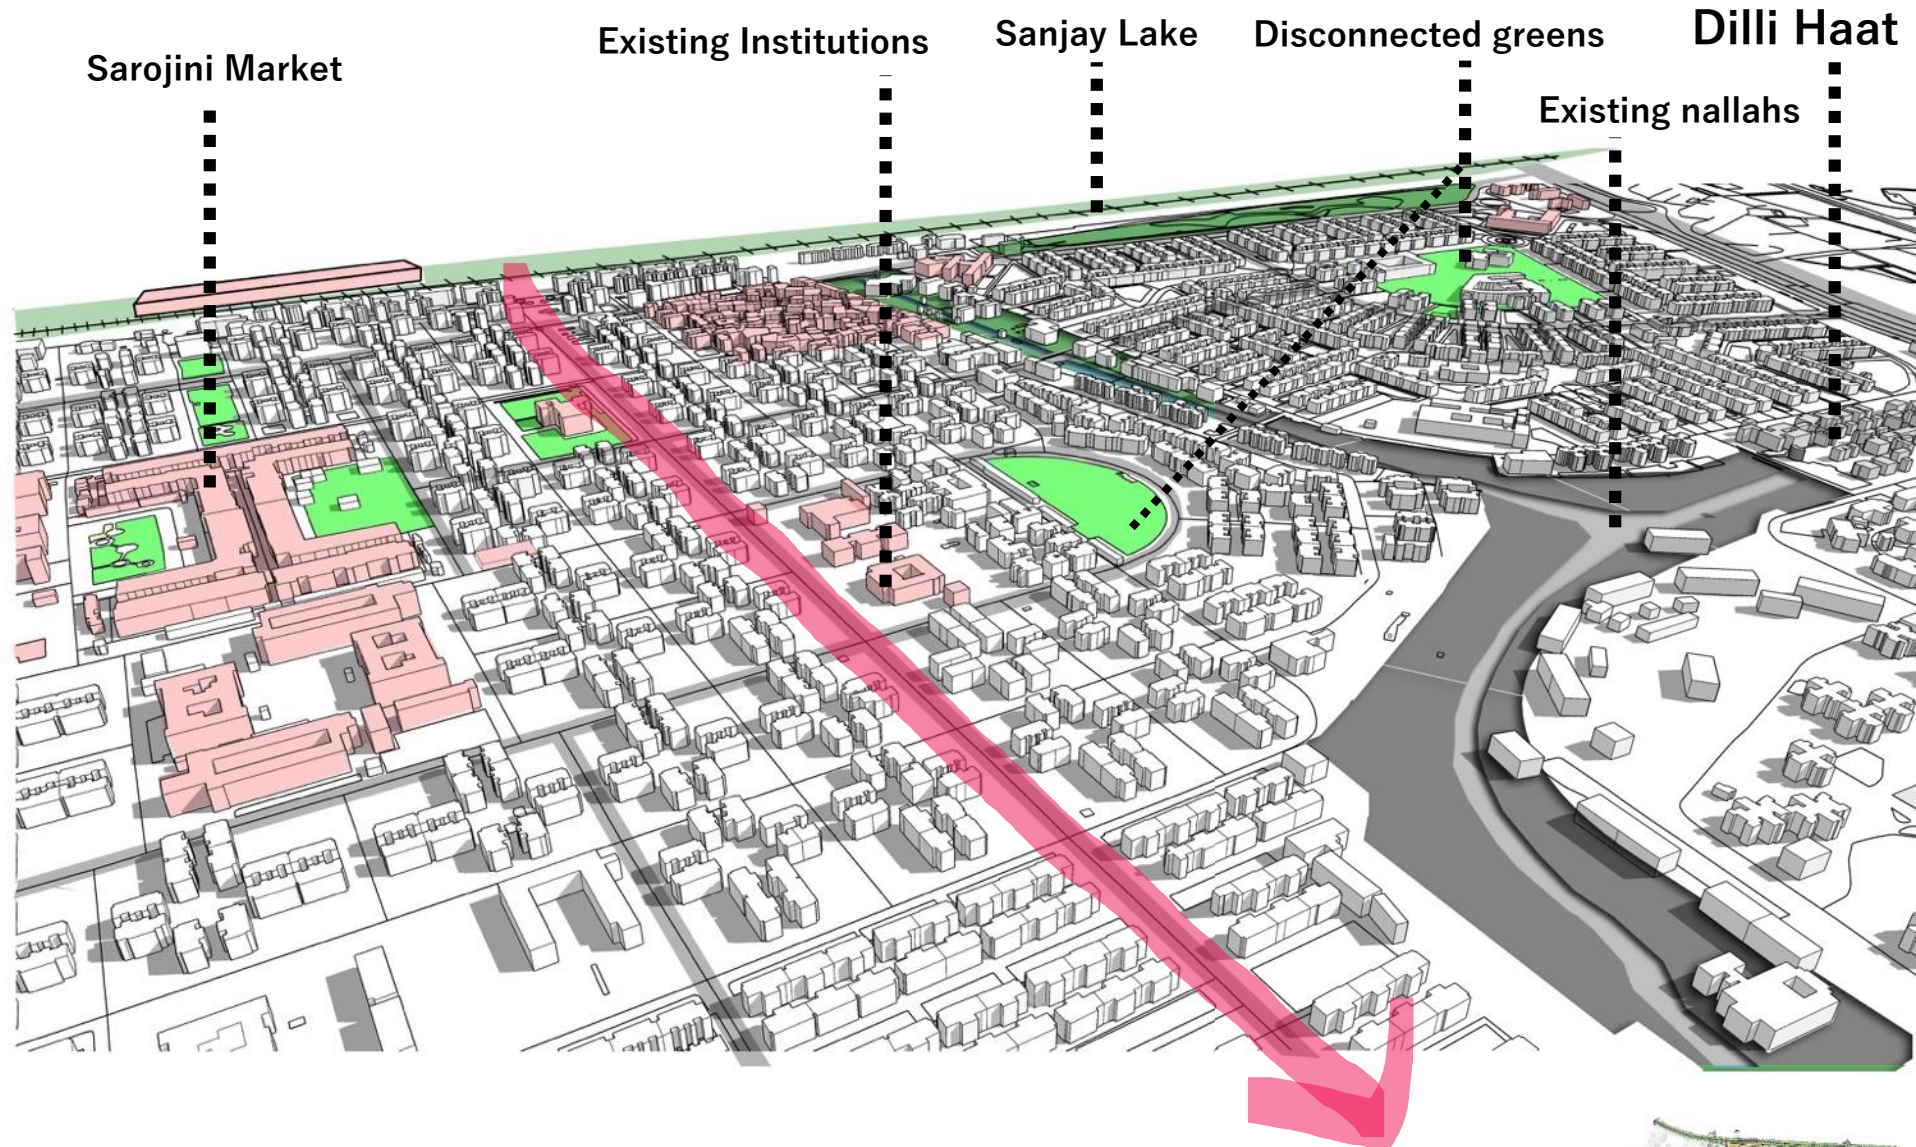 Sarojini Market
Existing Institutions
Sanjay Lake
Disconnected greens
Dilli Haat
Existing nallahs